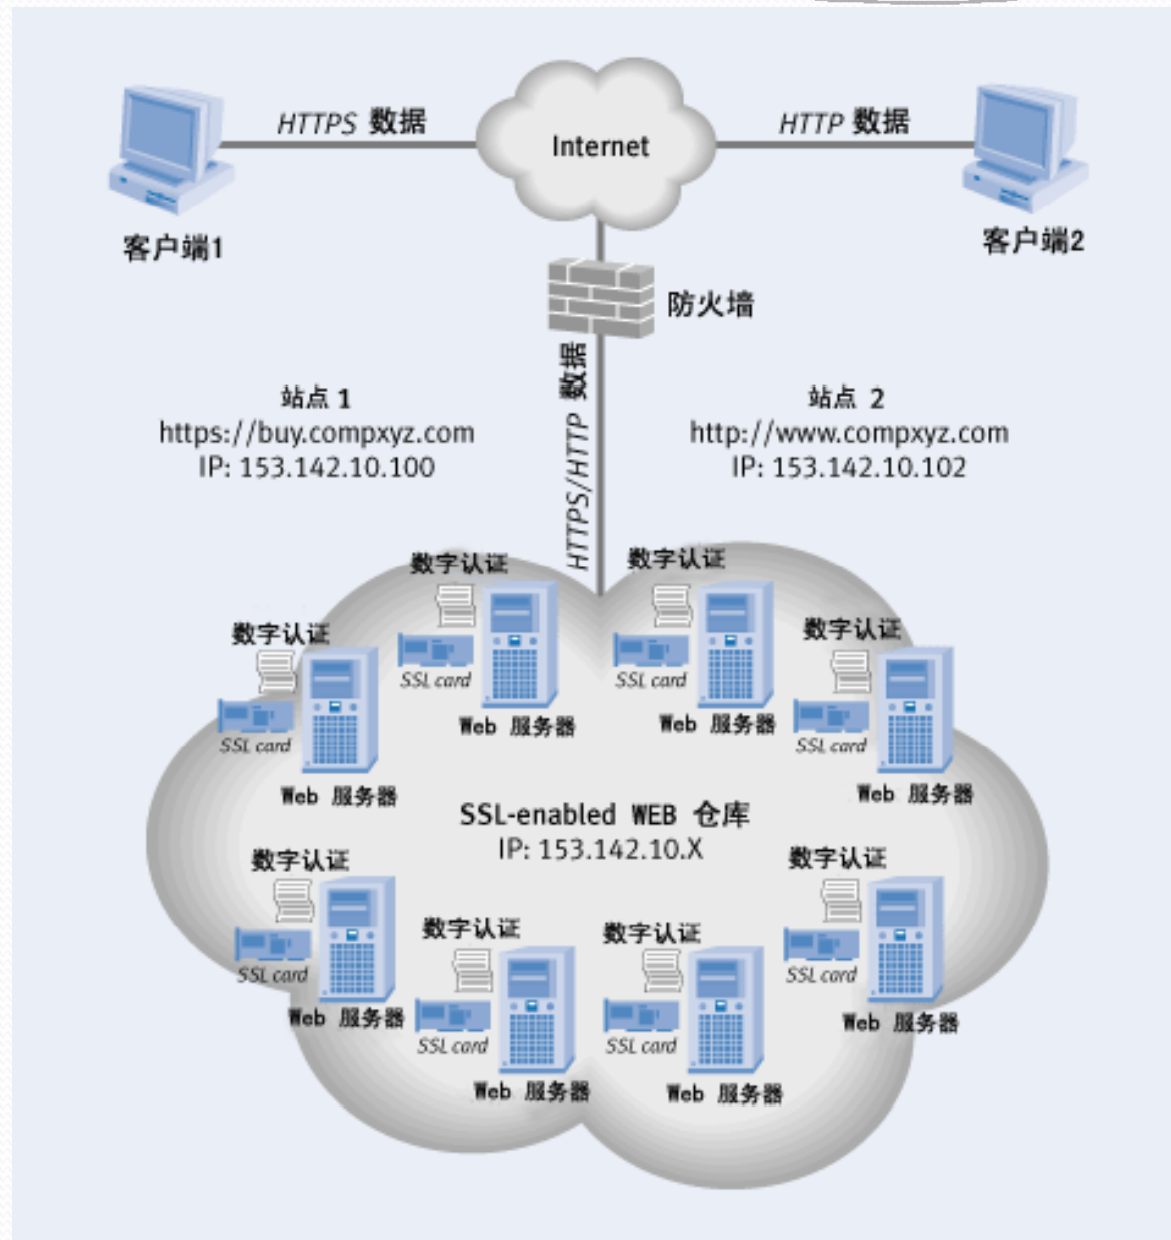 HTTPS 数据
Internet
HTTP 数据
客户端1
客户端2
防火墙
HTTPS/HTTP 数据
站点 1
https://buy.compxyz.com
IP: 153.142.10.100
站点 2
http://www.compxyz.com
IP: 153.142.10.102
数字认证
SSL card
Web 服务器
数字认证
SSL card
Web 服务器
数字认证
SSL card
Web 服务器
数字认证
SSL card
Web 服务器
SSL-enabled WEB 仓库
IP: 153.142.10.X
数字认证
SSL card
Web 服务器
数字认证
SSL card
Web 服务器
数字认证
SSL card
Web 服务器
数字认证
SSL card
Web 服务器